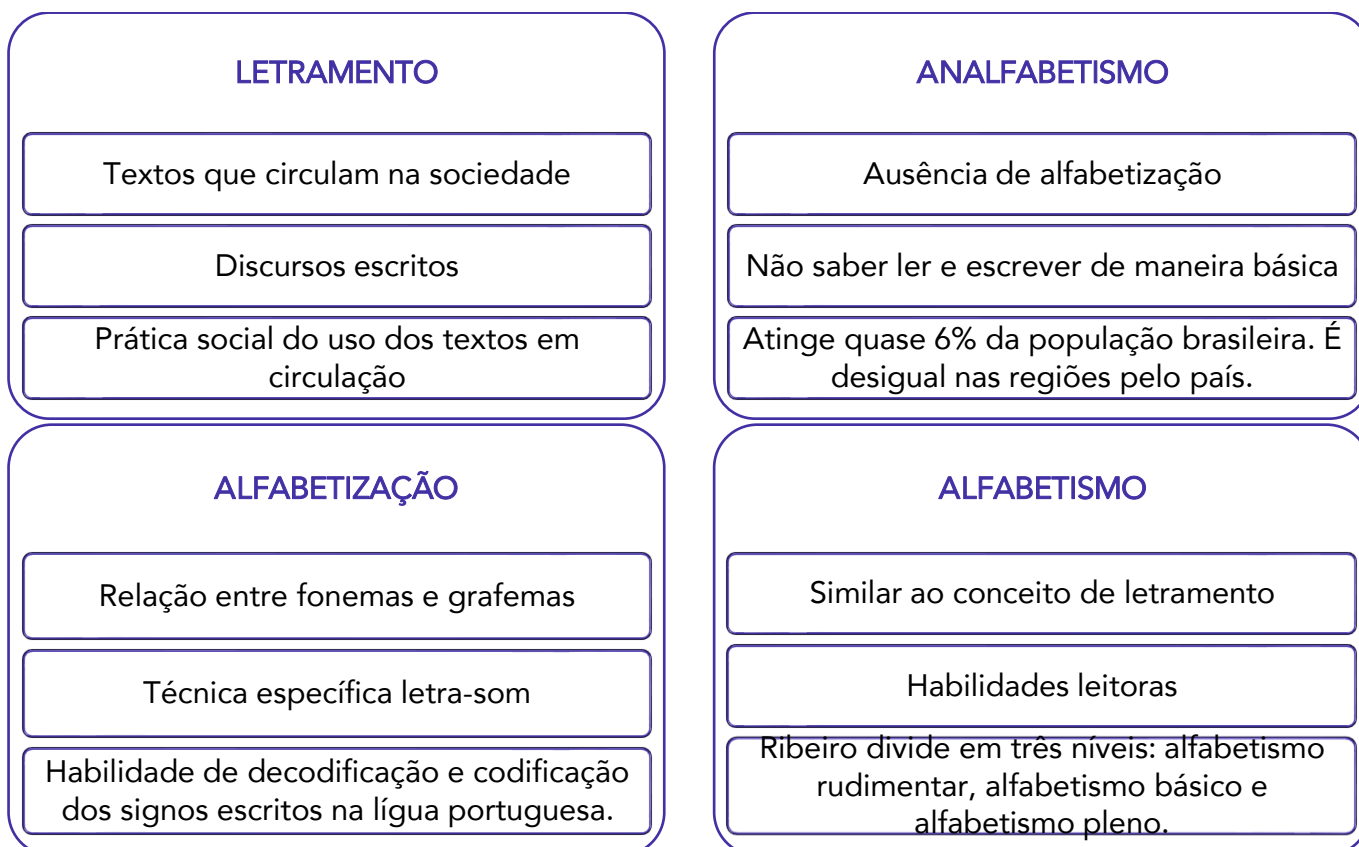 LETRAMENTO
Textos que circulam na sociedade
Discursos escritos
Prática social do uso dos textos em
circulação
ANALFABETISMO
Ausência de alfabetização
Não saber ler e escrever de maneira básica
Atinge quase 6% da população brasileira. É
desigual nas regiões pelo país.
ALFABETIZAÇÃO
Relação entre fonemas e grafemas
Técnica específica letra-som
Habilidade de decodificação e codificação
dos signos escritos na lígua portuguesa.
ALFABETISMO
Similar ao conceito de letramento
Habilidades leitoras
Ribeiro divide em três níveis: alfabetismo
rudimentar, alfabetismo básico e
alfabetismo pleno.